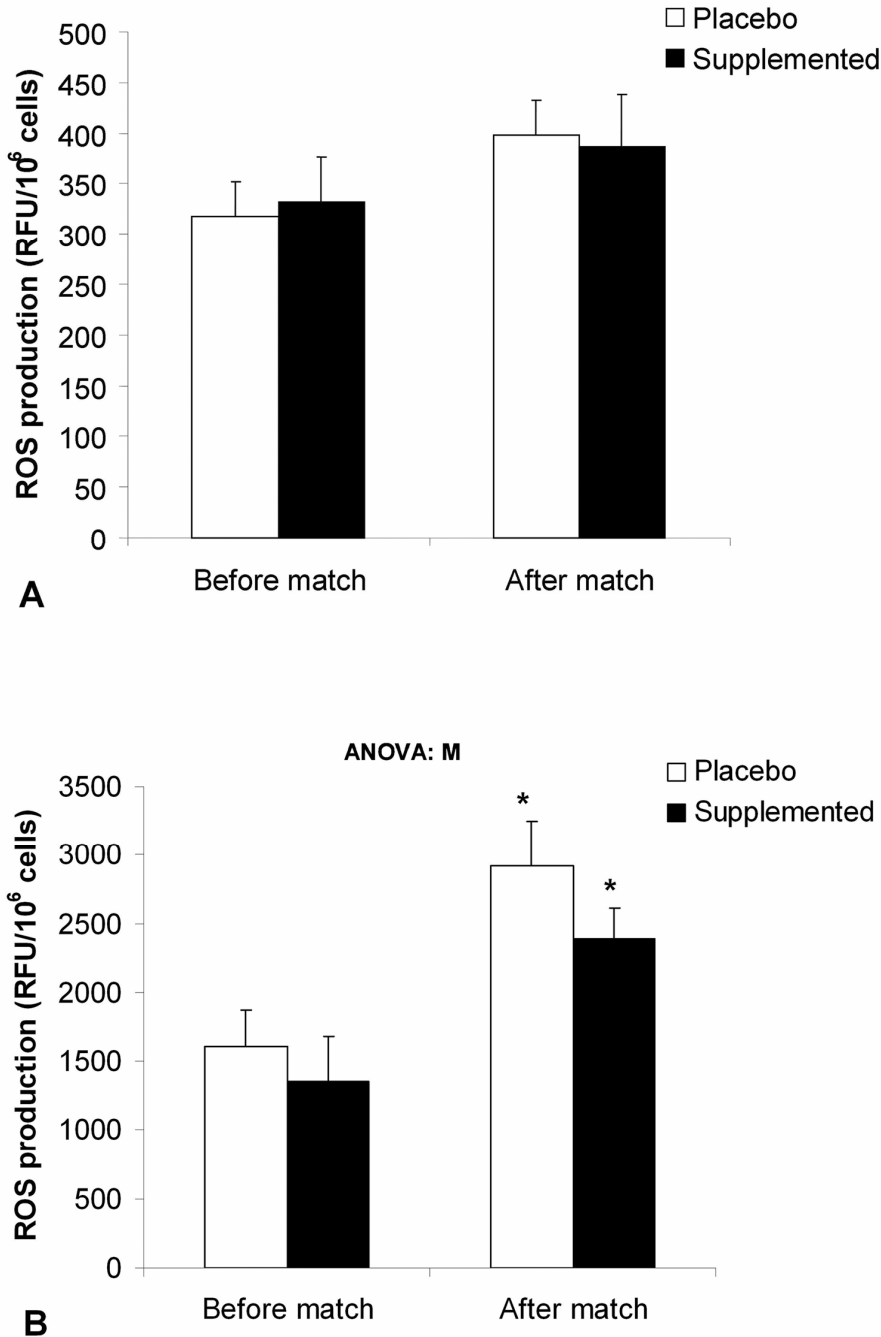 Placebo
Supplemented
ROS production (RFU/10⁶ cells)
500
450
400
350
300
250
200
150
100
50
0
Before match After match
A
ANOVA: M
Placebo
Supplemented
ROS production (RFU/10⁶ cells)
3500
3000
2500
2000
1500
1000
500
0
*
*
Before match After match
B